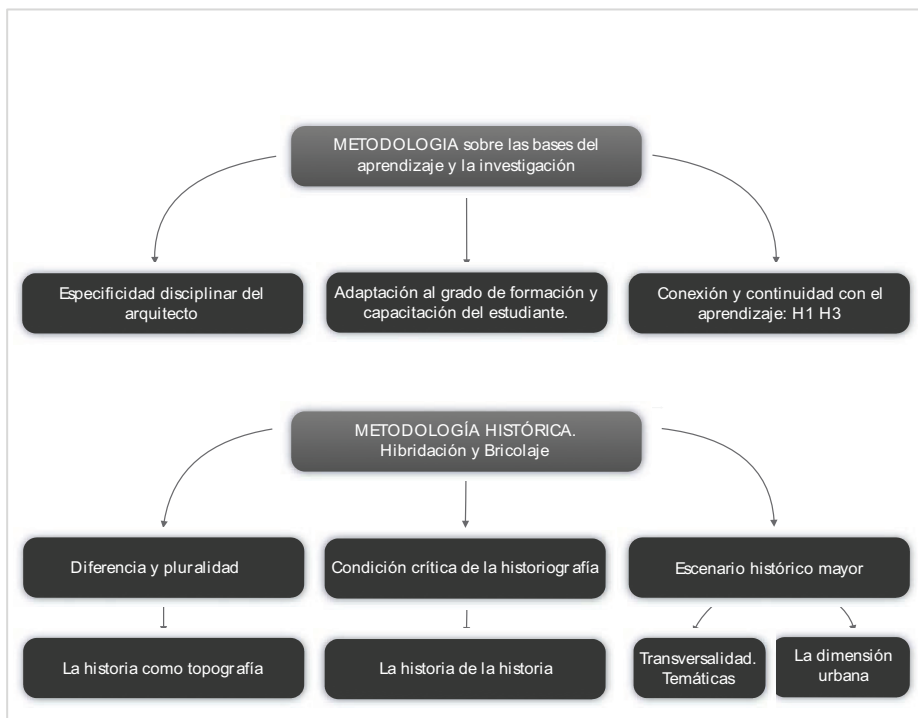 METODOLOGIA sobre las bases del
aprendizaje y la investigación
Especificidad disciplinar del
arquitecto
Adaptación al grado de formación y
capacitación del estudiante.
Conexión y continuidad con el
aprendizaje: H1 H3
METODOLOGÍA HISTÓRICA.
Hibridación y Bricolaje
Diferencia y pluralidad
Condición crítica de la historiografía
Escenario histórico mayor
La historia como topografía
La historia de la historia
Transversalidad.
Temáticas
La dimensión
urbana